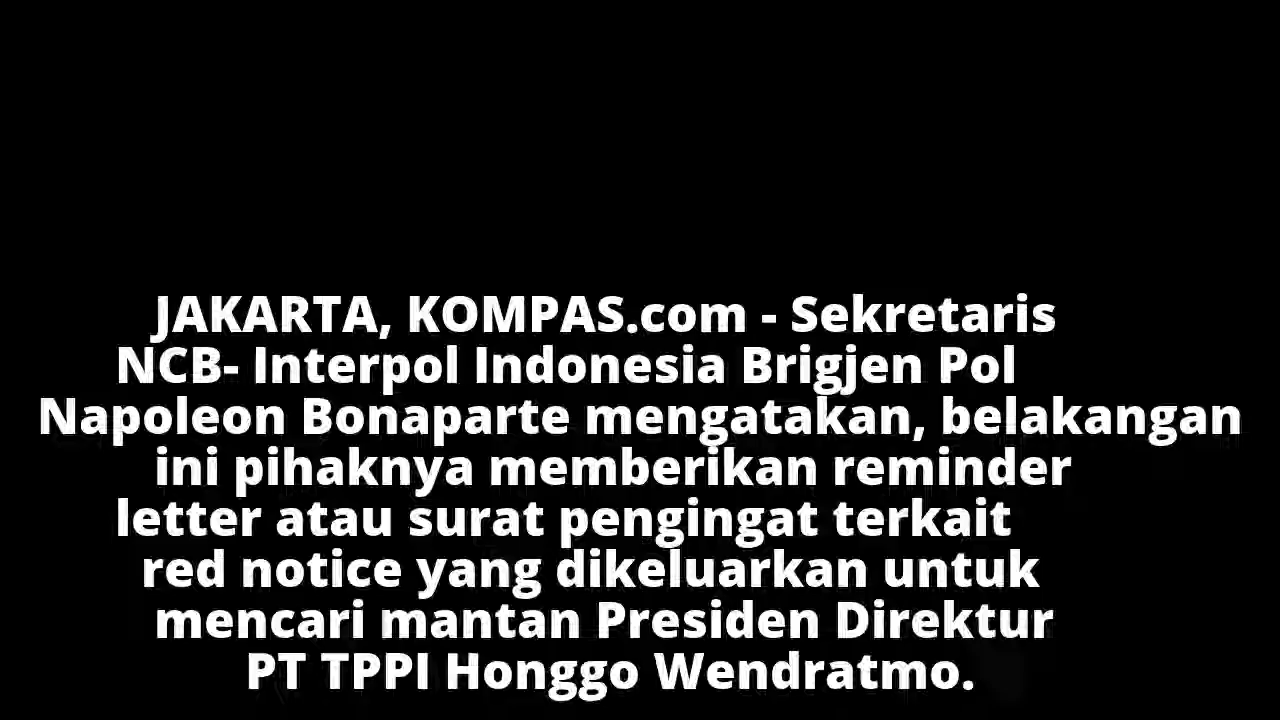 JAKARTA, KOMPAS.com - Sekretaris
NCB- Interpol Indonesia Brigjen Pol
Napoleon Bonaparte mengatakan, belakangan
ini pihaknya memberikan reminder
letter atau surat pengingat terkait
red notice yang dikeluarkan untuk
mencari mantan Presiden Direktur
PT TPPI Honggo Wendratmo.